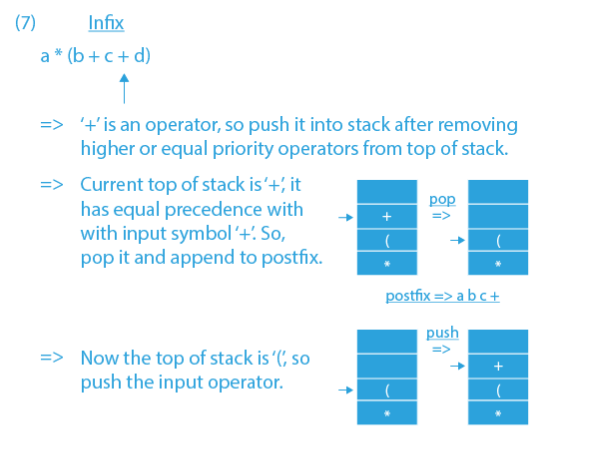 (7) Infix
a * (b + c + d)
=> ‘+’ is an operator, so push it into stack after removing
higher or equal priority operators from top of stack.
=> Current top of stack is ‘+’, it
has equal precedence with
with input symbol ‘+’. So,
pop it and append to postfix.
pop
=>
+
( (
* *
postfix => a b c +
=> Now the top of stack is ‘(’, so
push the input operator.
push
=>
+
( (
* *